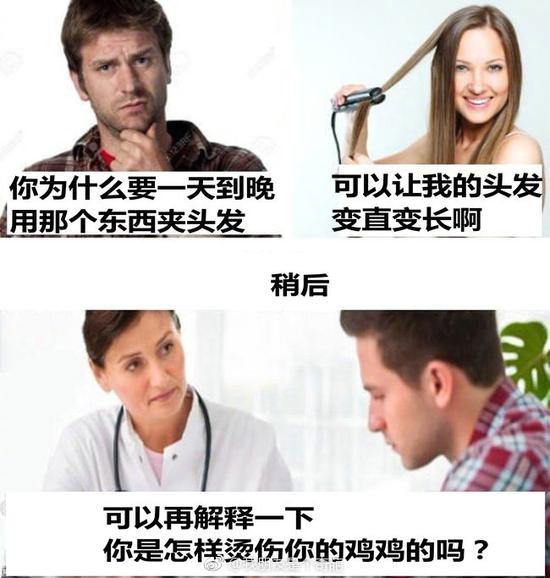 你为什么要一天到晚
用那个东西夹头发
可以让我的头发
变直变长啊
稍后
可以再解释一下
你是怎样烫伤你的鸡鸡的吗？